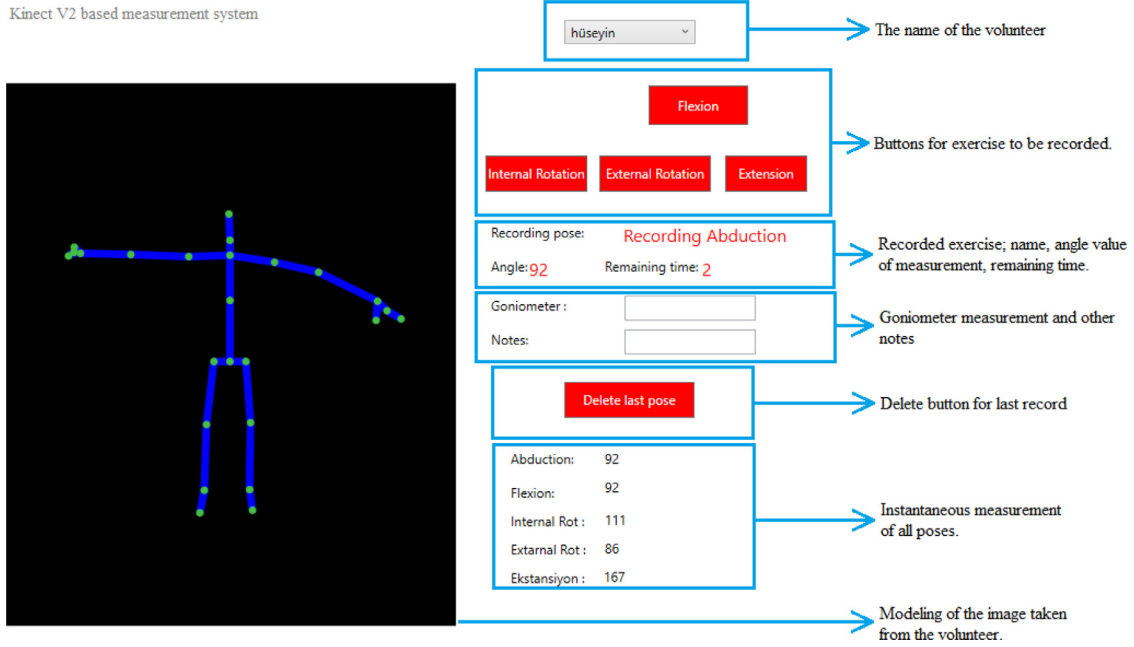 Kinect V2 based measurement system
hüseyin
The name of the volunteer
Flexion
Internal Rotation
External Rotation
Extension
Buttons for exercise to be recorded.
Recording pose: Recording Abduction
Angle: 92 Remaining time: 2
Recorded exercise; name, angle value
of measurement, remaining time.
Goniometer :
Notes:
Goniometer measurement and other
notes
Delete last pose
Delete button for last record
Abduction: 92
Flexion: 92
Internal Rot : 111
Extarnal Rot : 86
Ekstansiyon : 167
Instantaneous measurement
of all poses.
Modeling of the image taken
from the volunteer.